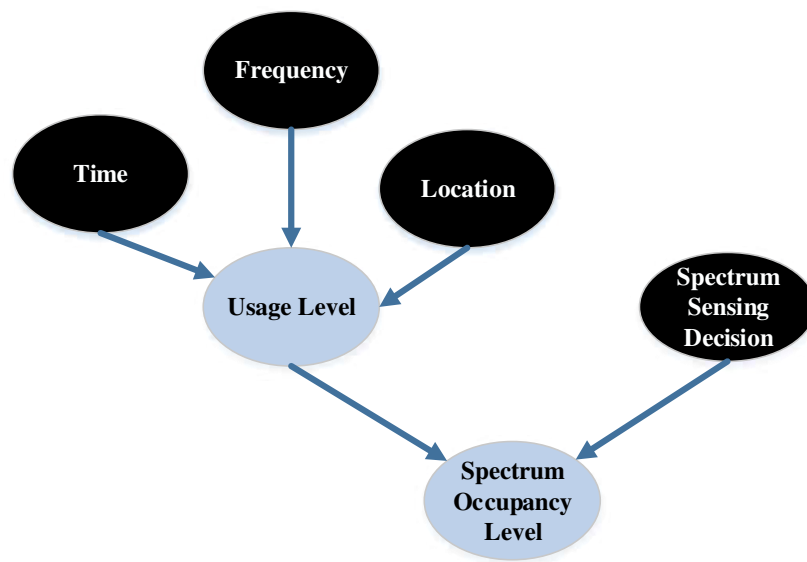 Frequency
Time
Location
Usage Level
Spectrum
Sensing
Decision
Spectrum
Occupancy
Level